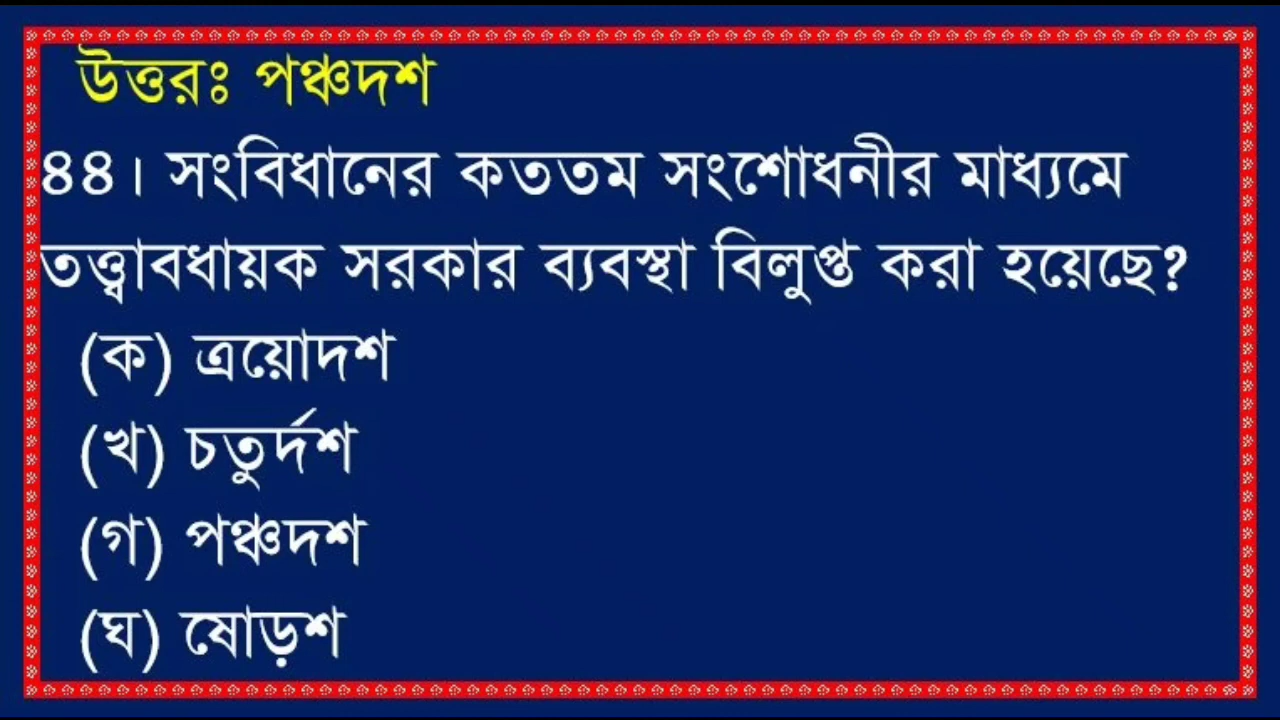 উত্তরঃ পঞ্চদশ
৪৪। সংবিধানের কততম সংশোধনীর মাধ্যমে
তত্ত্বাবধায়ক সরকার ব্যবস্থা বিলুপ্ত করা হয়েছে?
(ক) ত্রয়োদশ
(খ) চতুর্দশ
(গ) পঞ্চদশ
(ঘ) ষোড়শ